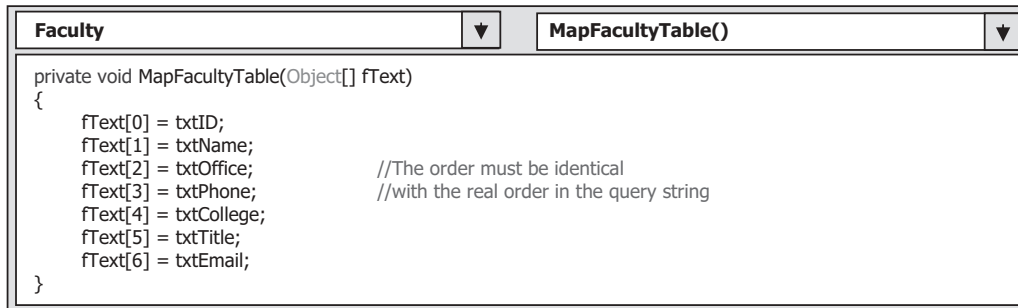 Faculty
MapFacultyTable()
private void MapFacultyTable(Object[] fText)
{
fText[0] = txtID;
fText[1] = txtName;
fText[2] = txtOffice; //The order must be identical
fText[3] = txtPhone; //with the real order in the query string
fText[4] = txtCollege;
fText[5] = txtTitle;
fText[6] = txtEmail;
}